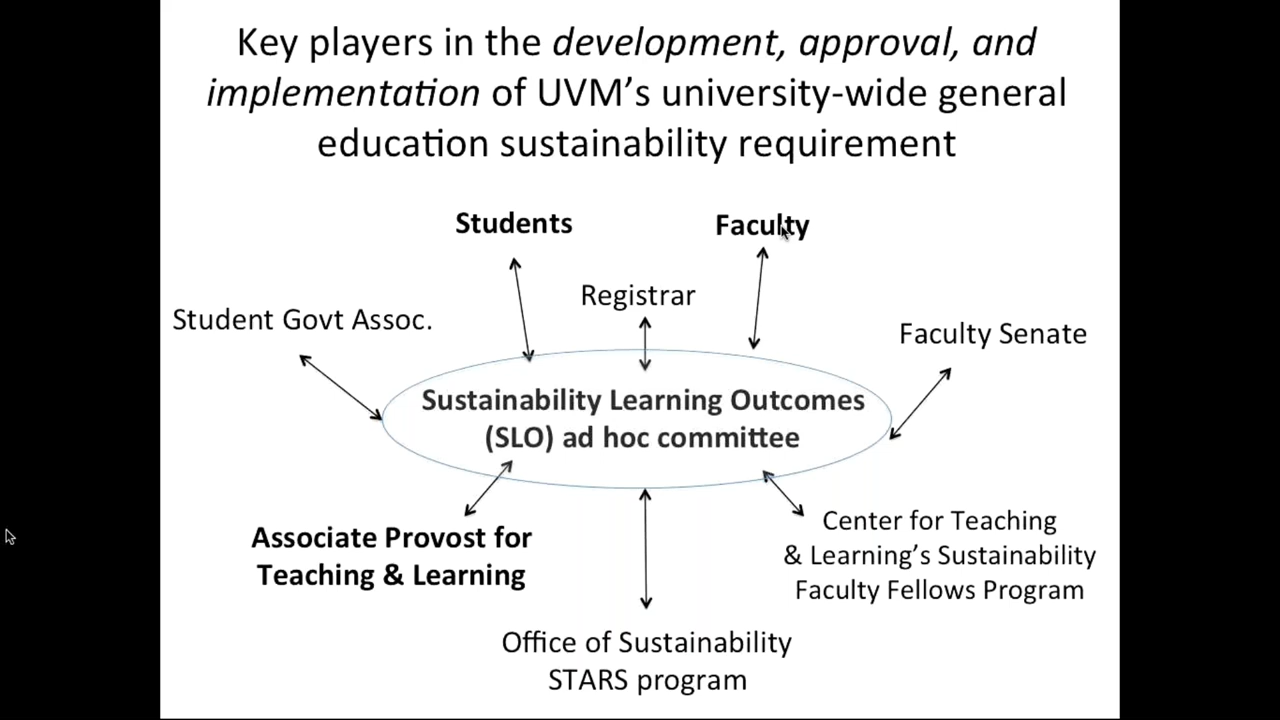 Key players in the development, approval, and
implementation of UVM’s university-wide general
education sustainability requirement
Students
Faculty
Registrar
Student Govt Assoc.
Faculty Senate
Sustainability Learning Outcomes
(SLO) ad hoc committee
Associate Provost for
Teaching & Learning
Center for Teaching
& Learning’s Sustainability
Faculty Fellows Program
Office of Sustainability
STARS program